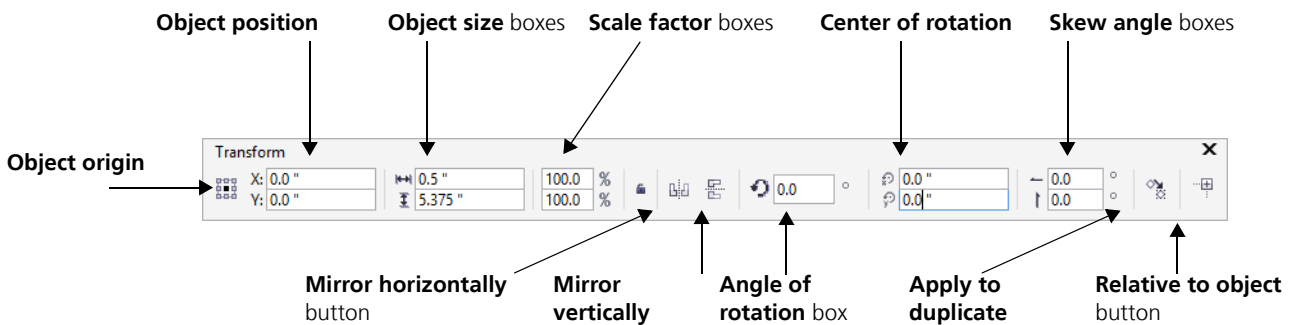 Object position Object size boxes Scale factor boxes Center of rotation Skew angle boxes
Transform
Object origin
X: 0.0 " 0.5 " 100.0 % 0.0 ° 0.0 " 0.0 °
Y: 0.0 " 5.375 " 100.0 % 0.0 " 0.0 °
Mirror horizontally button
Mirror vertically
Angle of rotation box
Apply to duplicate
Relative to object button